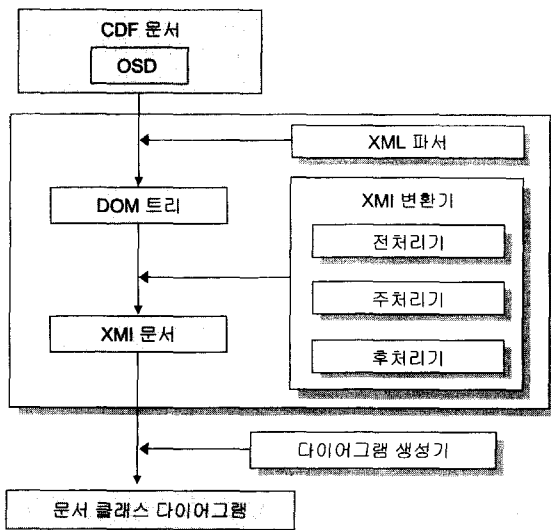 CDF 문서
OSD
XML 파서
DOM 트리
XMI 변환기
전처리기
주처리기
XMI 문서
후처리기
다이어그램 생성기
문서 클래스 다이어그램